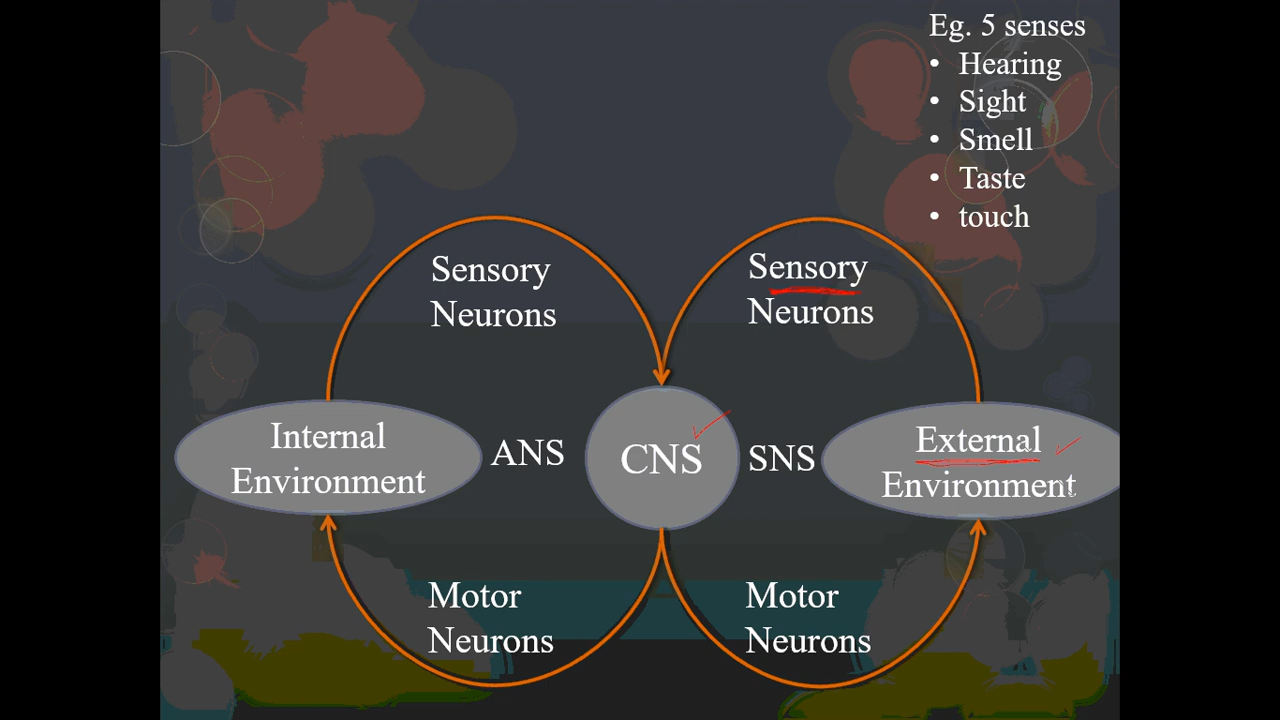 Eg. 5 senses
• Hearing
• Sight
• Smell
• Taste
• touch
Sensory
Neurons
Sensory
Neurons
Internal
Environment
ANS
CNS
SNS
External
Environment
Motor
Neurons
Motor
Neurons